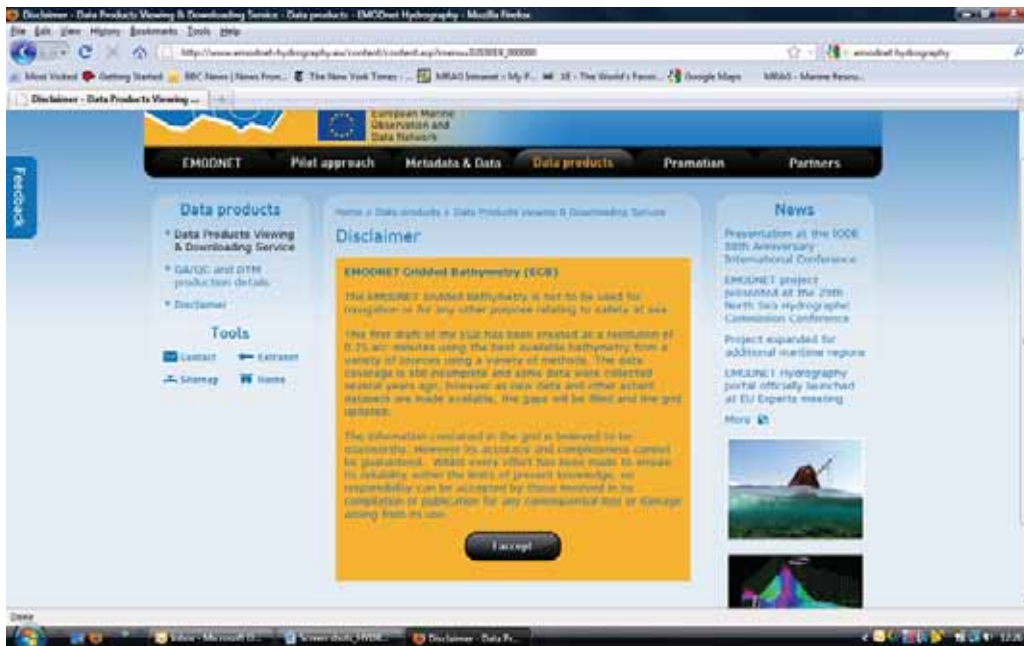 Disclaimer - Data Products Viewing & Downloading Service - Data products - EMODnet Hydrography - Mozilla Firefox
File Edit View History Bookmarks Tools Help
emodnet hydrography
Most Visited Getting Started BBC News | News Front... The New York Times - ... MRAG Intranet - My P... Google Maps MRAG - Marine Resou...
Disclaimer - Data Products Viewing ...
European Marine
Observation and
Data Network
EMODNET Pilot approach Metadata & Data Data products Promotion Partners
Feedback
Data products
Data Products Viewing
& Downloading Service
QA/QC and DTM
production details
Disclaimer
Tools
Contact Extranet
Sitemap Home
Home > Data products > Data Products Viewing & Downloading Service
Disclaimer
EMODNET Gridded Bathymetry (EGB)
The EMODNET Gridded Bathymetry is not to be used for
navigation or for any other purpose relating to safety at sea.
This first draft of the EGB has been created at a resolution of
0.25 arc minutes using the best available bathymetry from a
variety of sources using a variety of methods. The data
coverage is still incomplete and some data were collected
several years ago, however as new data and other extant
datasets are made available, the gaps will be filled and the grid
updated.
The information contained in the grid is believed to be
trustworthy. However its accuracy and completeness cannot
be guaranteed. Whilst every effort has been made to ensure
its reliability within the limits of present knowledge, no
responsibility can be accepted by those involved in its
compilation or publication for any consequential loss or damage
arising from its use.
I accept
News
Presentation at the IODE
50th Anniversary
International Conference
EMODNET project
presented at the 29th
North Sea Hydrographic
Commission Conference
Project expanded for
additional maritime regions
EMODNET Hydrography
portal officially launched
at EU Experts meeting
More
Done
Inbox - Microsoft O... Screen shots_HYDR... Disclaimer - Data Pr...